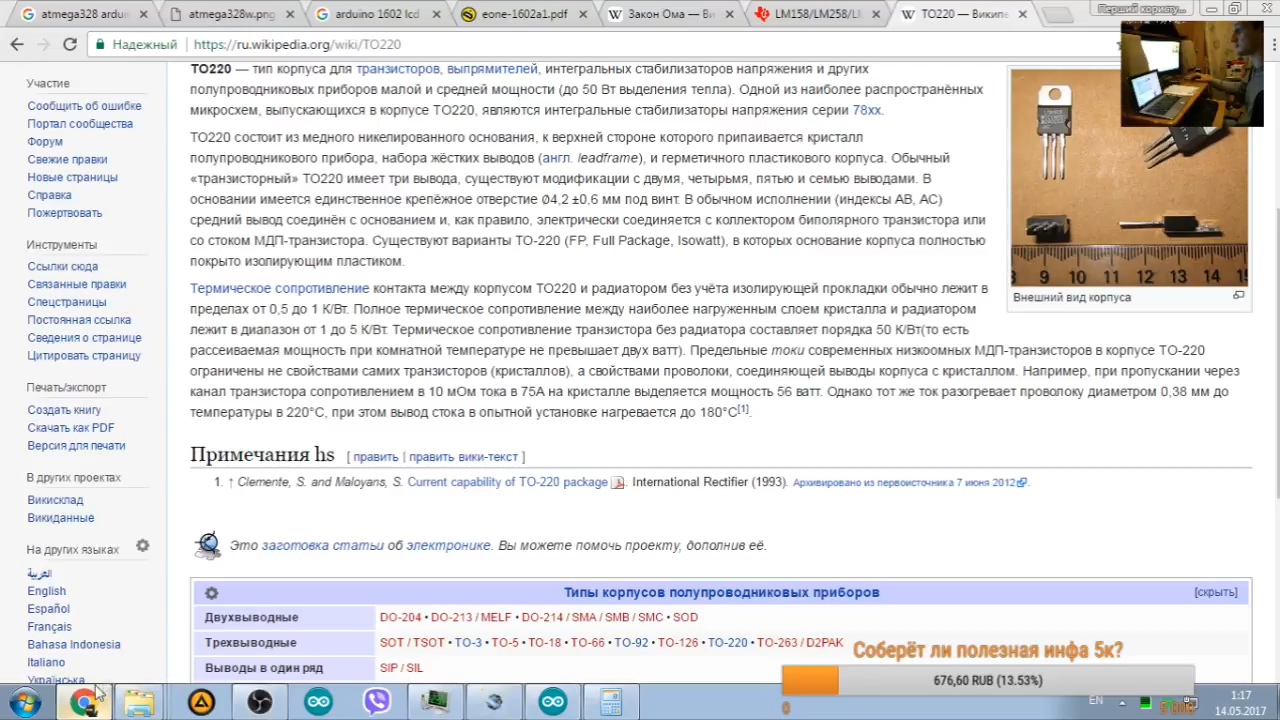 atmega328 ardui
atmega328w.png
arduino 1602 lcd
eone-1602a1.pdf
Закон Ома — Ви
LM158/LM258/L
TO220 — Викип
Перший користу...
Надежный
https://ru.wikipedia.org/wiki/TO220
Участие
Сообщить об ошибке
Портал сообщества
Форум
Свежие правки
Новые страницы
Справка
Пожертвовать
Инструменты
Ссылки сюда
Связанные правки
Спецстраницы
Постоянная ссылка
Сведения о странице
Цитировать страницу
Печать/экспорт
Создать книгу
Скачать как PDF
Версия для печати
В других проектах
Викисклад
Викиданные
На других языках
العربية
English
Español
Français
Bahasa Indonesia
Italiano
Українська
TO220 — тип корпуса для транзисторов, выпрямителей, интегральных стабилизаторов напряжения и других
полупроводниковых приборов малой и средней мощности (до 50 Вт выделения тепла). Одной из наиболее распространённых
микросхем, выпускающихся в корпусе TO220, являются интегральные стабилизаторы напряжения серии 78xx.
TO220 состоит из медного никелированного основания, к верхней стороне которого припаивается кристалл
полупроводникового прибора, набора жёстких выводов (англ. leadframe), и герметичного пластикового корпуса. Обычный
«транзисторный» TO220 имеет три вывода, существуют модификации с двумя, четырьмя, пятью и семью выводами. В
основании имеется единственное крепёжное отверстие Ø4,2 ±0,6 мм под винт. В обычном исполнении (индексы AB, AC)
средний вывод соединён с основанием и, как прапло, электрически соединяется с коллектором биполярного транзистора или
со стоком МДП-транзистора. Существуют варианты TO-220 (FP, Full Package, Isowatt), в которых основание корпуса полностью
покрыто изолирующим пластиком.
Термическое сопротивление контакта между корпусом TO220 и радиатором без учёта изолирующей прокладки обычно лежит в
пределах от 0,5 до 1 К/Вт. Полное термическое сопротивление между наиболее нагруженным слоем кристалла и радиатором
лежит в диапазон от 1 до 5 К/Вт. Термическое сопротивление транзистора без радиатора составляет порядка 50 К/Вт(то есть
рассеиваемая мощность при комнатной температуре не превышает двух ватт). Предельные токи современных низкоомных МДП-транзисторов в корпусе TO-220
ограничены не свойствами самих транзисторов (кристаллов), а свойствами проволоки, соединяющей выводы корпуса с кристаллом. Например, при пропускании через
канал транзистора сопротивлением в 10 мОм тока в 75А на кристалле выделяется мощность 56 ватт. Однако тот же ток разогревает проволоку диаметром 0,38 мм до
температуры в 220°C, при этом вывод стока в опытной установке нагревается до 180°C[1].
8 9 10 11 12 13 14 15
Внешний вид корпуса
Примечания hs [ править | править вики-текст ]
1. ↑ Clemente, S. and Maloyans, S. Current capability of TO-220 package. International Rectifier (1993). Архивировано из первоисточника 7 июня 2012.
Это заготовка статьи об электронике. Вы можете помочь проекту, дополнив её.
Типы корпусов полупроводниковых приборов [скрыть]
Двухвыводные DO-204 • DO-213 / MELF • DO-214 / SMA / SMB / SMC • SOD
Трехвыводные SOT / TSOT • TO-3 • TO-5 • TO-18 • TO-66 • TO-92 • TO-126 • TO-220 • TO-263 / D2PAK
Выводы в один ряд SIP / SIL
Соберёт ли полезная инфа 5к?
676,60 RUB (13.53%)
0
EN
1:17
14.05.2017